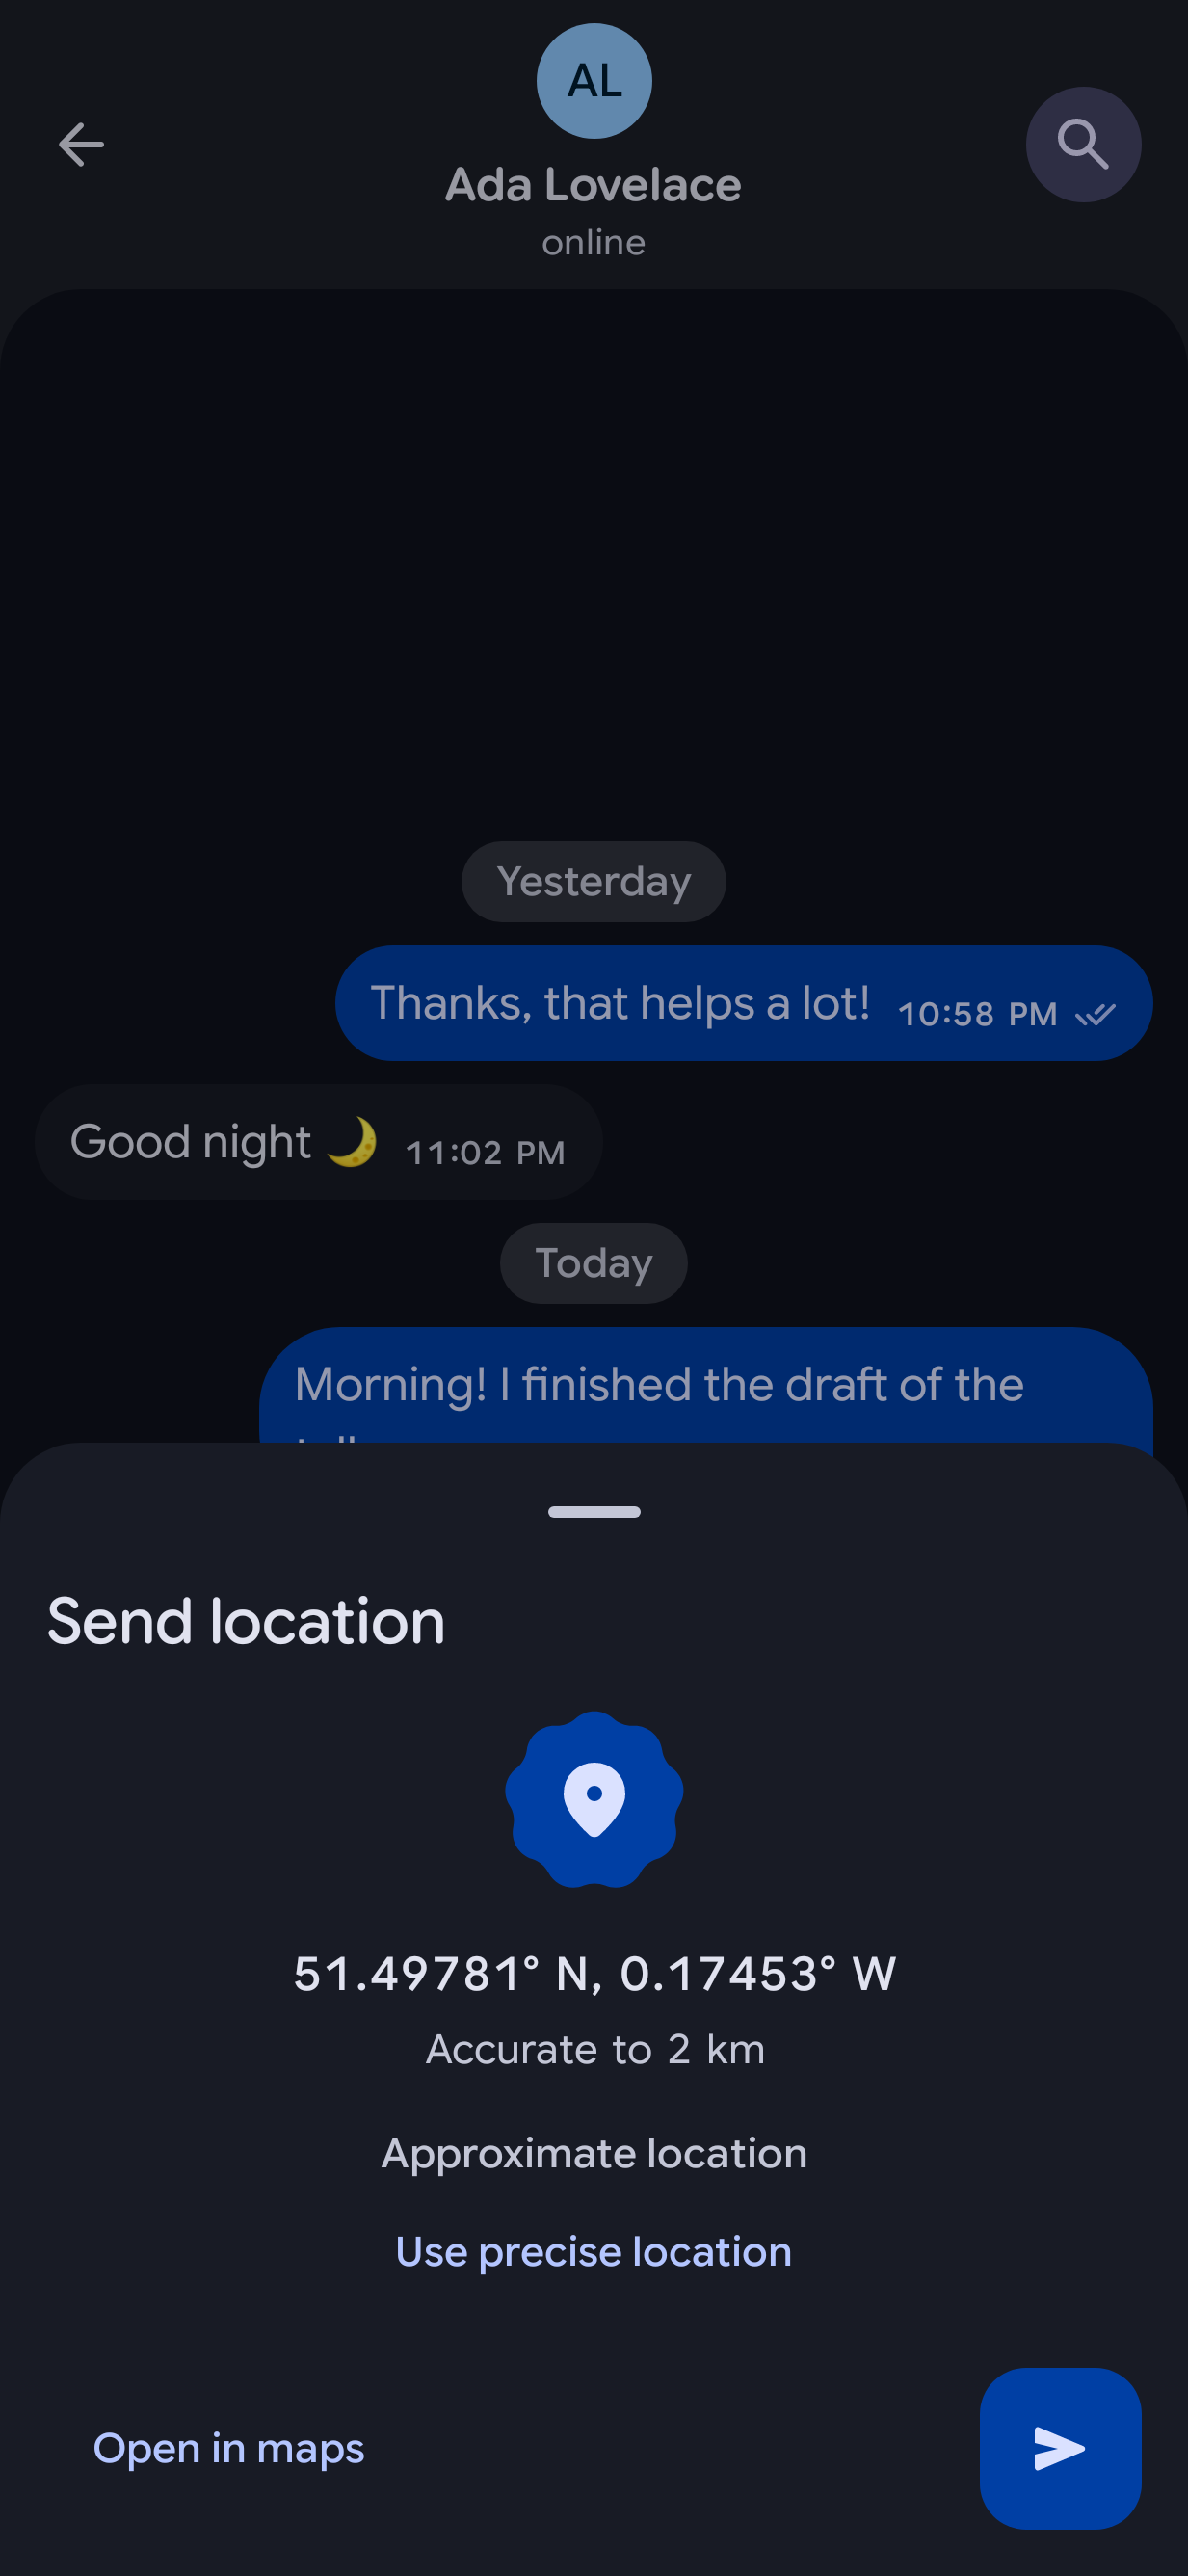 AL
Ada Lovelace
online
Yesterday
Thanks, that helps a lot! 10:58 PM
Good night 🌙 11:02 PM
Today
Morning! I finished the draft of the
Send location
51.49781° N, 0.17453° W
Accurate to 2 km
Approximate location
Use precise location
Open in maps